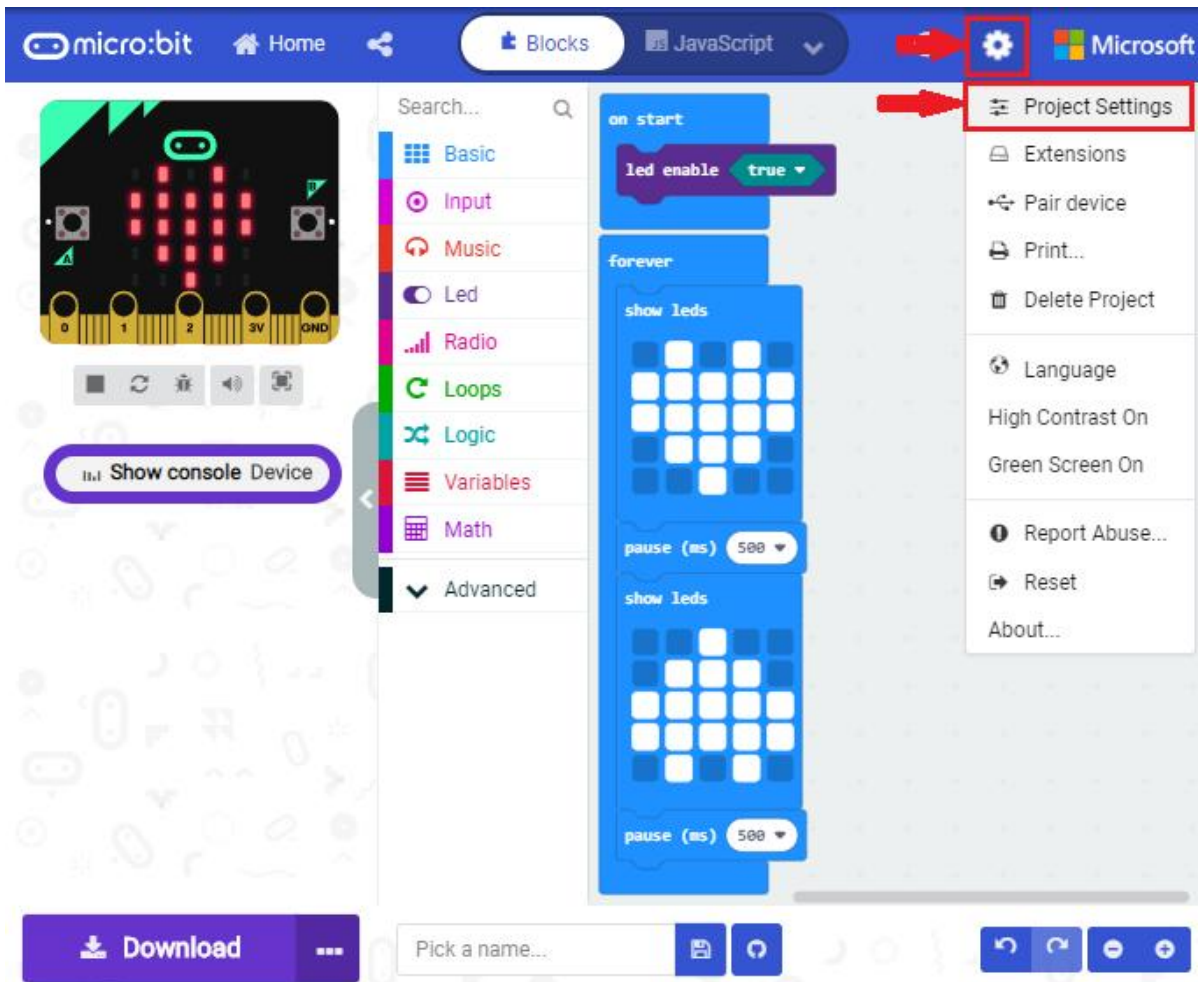 micro:bit
Home
Blocks
JavaScript
Microsoft
B
A
0 1 2 3V GND
Show console Device
Search...
Basic
Input
Music
Led
Radio
Loops
Logic
Variables
Math
Advanced
on start
led enable true
forever
show leds
pause (ms) 500
show leds
pause (ms) 500
Project Settings
Extensions
Pair device
Print...
Delete Project
Language
High Contrast On
Green Screen On
Report Abuse...
Reset
About...
Download
Pick a name...